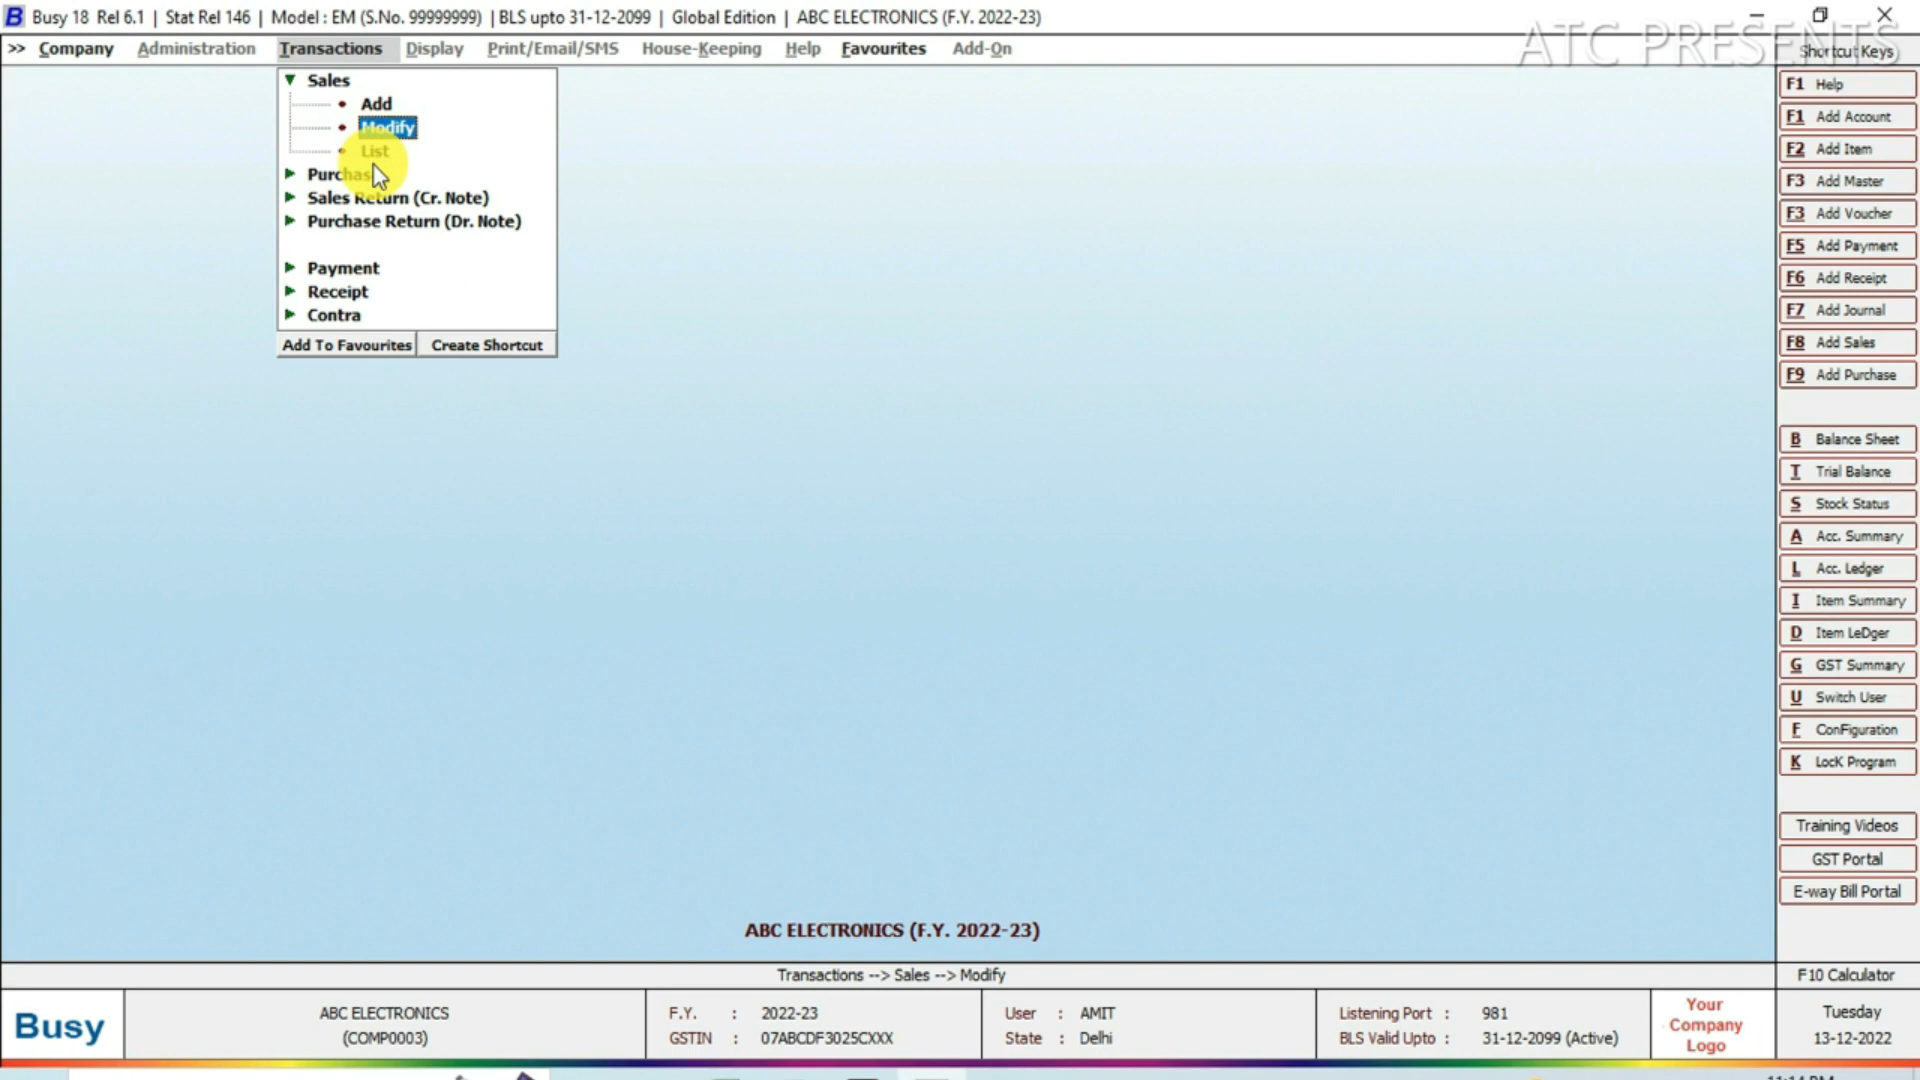 Busy 18 Rel 6.1 | Stat Rel 146 | Model : EM (S.No. 99999999) | BLS upto 31-12-2099 | Global Edition | ABC ELECTRONICS (F.Y. 2022-23)
ATC PRESENTS
>> Company Administration Transactions Display Print/Email/SMS House-Keeping Help Favourites Add-On
Shortcut Keys
Sales
Add
Modify
List
Purchase
Sales Return (Cr. Note)
Purchase Return (Dr. Note)
Payment
Receipt
Contra
Add To Favourites Create Shortcut
F1 Help
F1 Add Account
F2 Add Item
F3 Add Master
F3 Add Voucher
F5 Add Payment
F6 Add Receipt
F7 Add Journal
F8 Add Sales
F9 Add Purchase
B Balance Sheet
T Trial Balance
S Stock Status
A Acc. Summary
L Acc. Ledger
I Item Summary
D Item LeDger
G GST Summary
U Switch User
F ConFiguration
K LocK Program
Training Videos
GST Portal
E-way Bill Portal
ABC ELECTRONICS (F.Y. 2022-23)
Transactions --> Sales --> Modify
F10 Calculator
Busy
ABC ELECTRONICS
(COMP0003)
F.Y. : 2022-23
GSTIN : 07ABCDF3025CXXX
User : AMIT
State : Delhi
Listening Port : 981
BLS Valid Upto : 31-12-2099 (Active)
Your
Company
Logo
Tuesday
13-12-2022